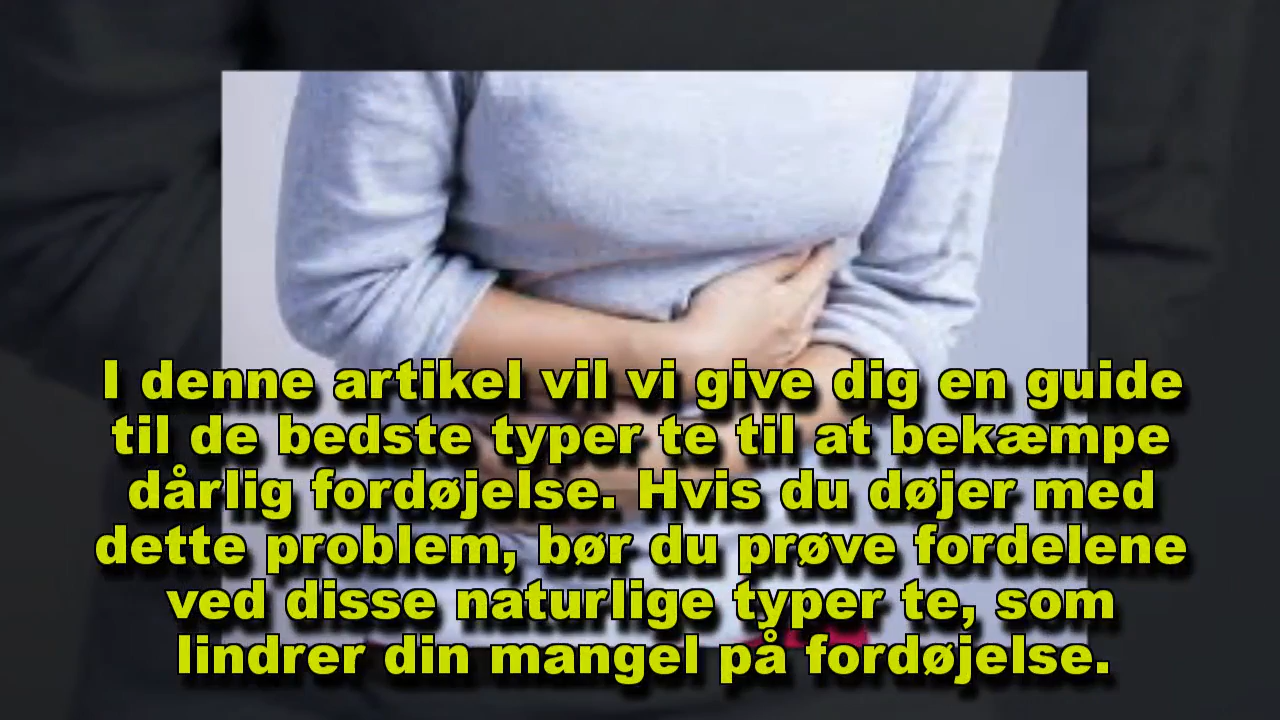 I denne artikel vil vi give dig en guide
til de bedste typer te til at bekæmpe
dårlig fordøjelse. Hvis du døjer med
dette problem, bør du prøve fordelene
ved disse naturlige typer te, som
lindrer din mangel på fordøjelse.